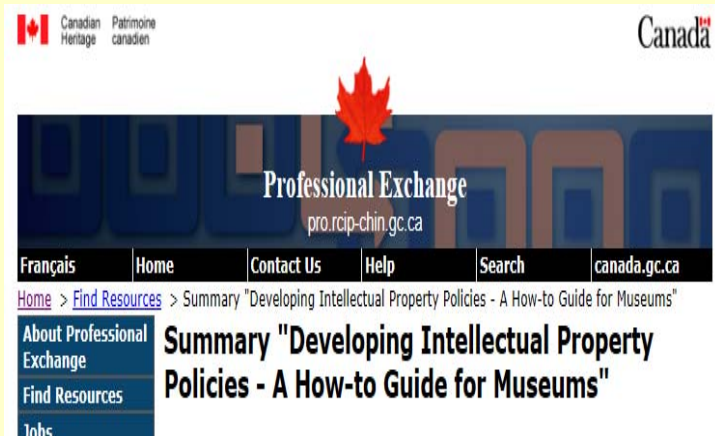 Canadian Patrimoine
Heritage canadien
Canada
Professional Exchange
pro.rcip-chin.gc.ca
Français Home Contact Us Help Search canada.gc.ca
Home > Find Resources > Summary "Developing Intellectual Property Policies - A How-to Guide for Museums"
About Professional
Exchange
Find Resources
Jobs
Summary "Developing Intellectual Property
Policies - A How-to Guide for Museums"